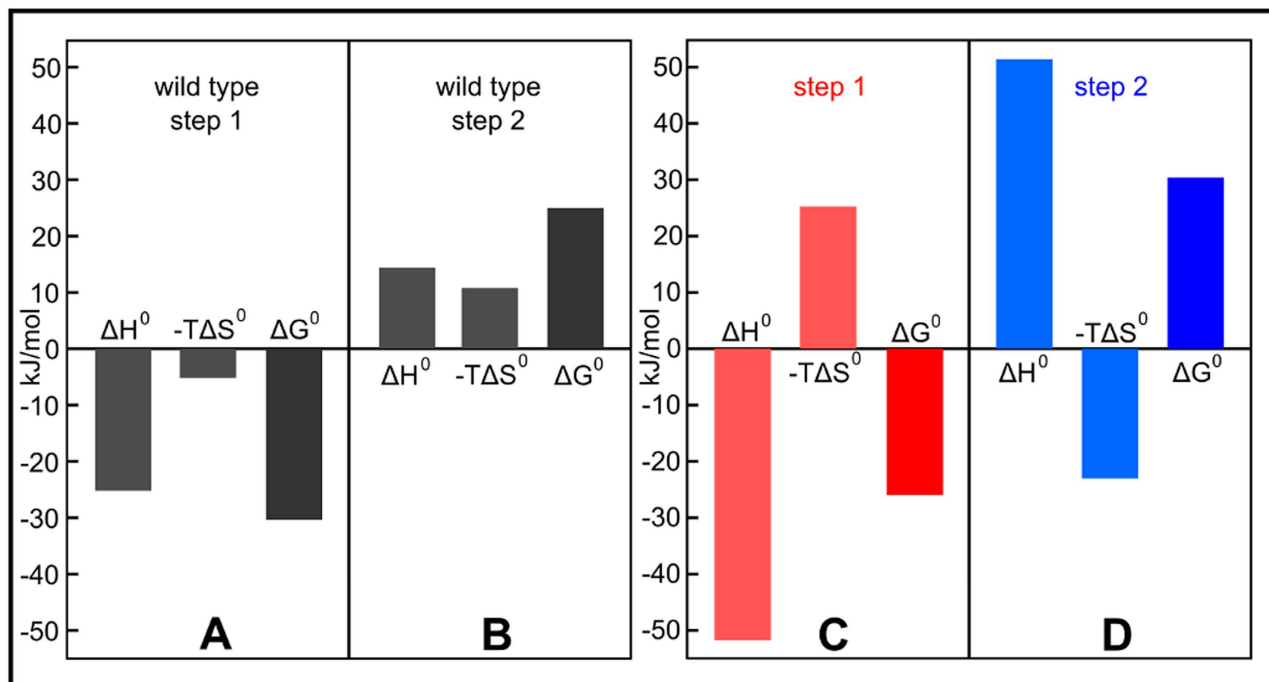 kJ/mol
50
40
30
20
10
0
-10
-20
-30
-40
-50
wild type
step 1
ΔH⁰ -TΔS⁰ ΔG⁰
A
wild type
step 2
ΔH⁰ -TΔS⁰ ΔG⁰
B
kJ/mol
50
40
30
20
10
0
-10
-20
-30
-40
-50
step 1
ΔH⁰ -TΔS⁰ ΔG⁰
C
step 2
ΔH⁰ -TΔS⁰ ΔG⁰
D